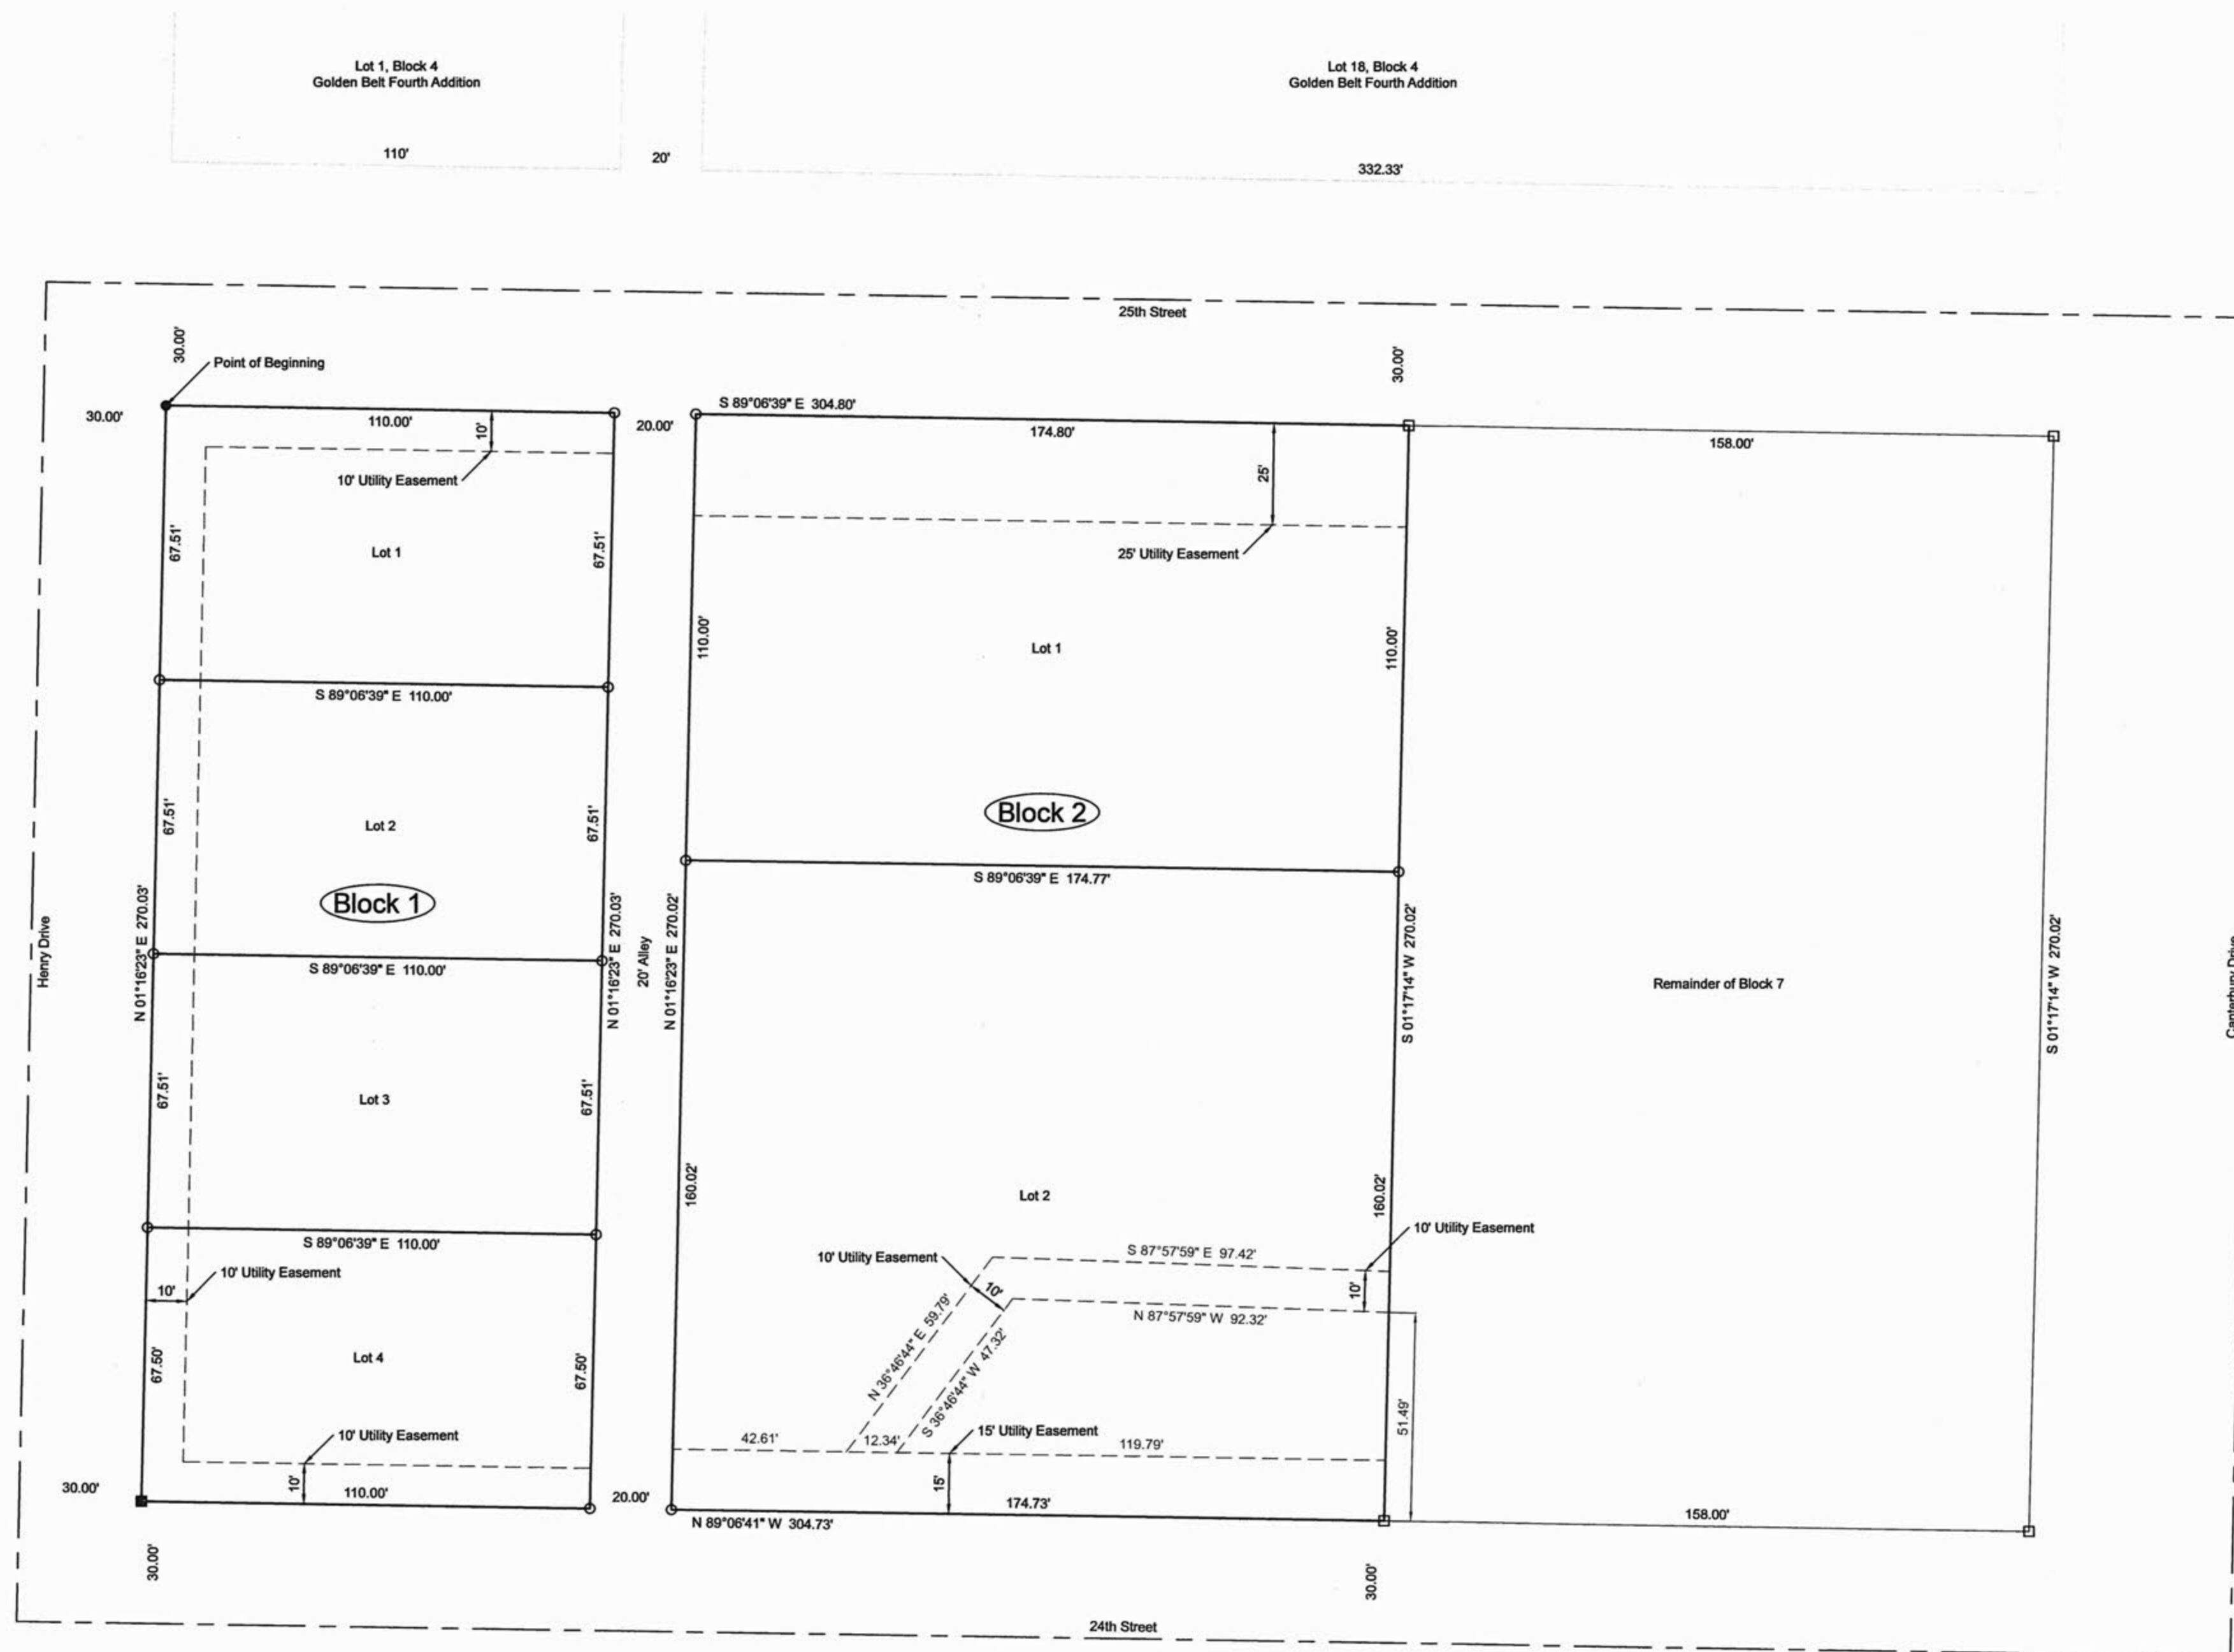 Lot 1, Block 4
Golden Belt Fourth Addition
Lot 18, Block 4
Golden Belt Fourth Addition
110'
20'
332.33'
25th Street
30.00'
Point of Beginning
30.00'
30.00'
S 89°06'39" E 304.80'
110.00'
10'
20.00'
174.80'
158.00'
10' Utility Easement
25'
67.51'
Lot 1
67.51'
25' Utility Easement
110.00'
Lot 1
110.00'
S 89°06'39" E 110.00'
67.51'
Lot 2
67.51'
Block 2
S 89°06'39" E 174.77'
Block 1
Henry Drive
N 01°16'23" E 270.03'
N 01°16'23" E 270.03'
20' Alley
N 01°16'23" E 270.02'
S 01°17'14" W 270.02'
Remainder of Block 7
S 01°17'14" W 270.02'
Canterbury Drive
S 89°06'39" E 110.00'
67.51'
Lot 3
67.51'
160.02'
Lot 2
160.02'
10' Utility Easement
S 89°06'39" E 110.00'
10' Utility Easement
S 87°57'59" E 97.42'
10' Utility Easement
10'
10'
10'
N 87°57'59" W 92.32'
N 36°46'44" E 59.79'
S 36°46'44" W 47.32'
67.50'
Lot 4
67.50'
51.49'
10' Utility Easement
42.61'
12.34'
15' Utility Easement
119.79'
30.00'
10'
110.00'
20.00'
15'
174.73'
158.00'
N 89°06'41" W 304.73'
30.00'
30.00'
24th Street